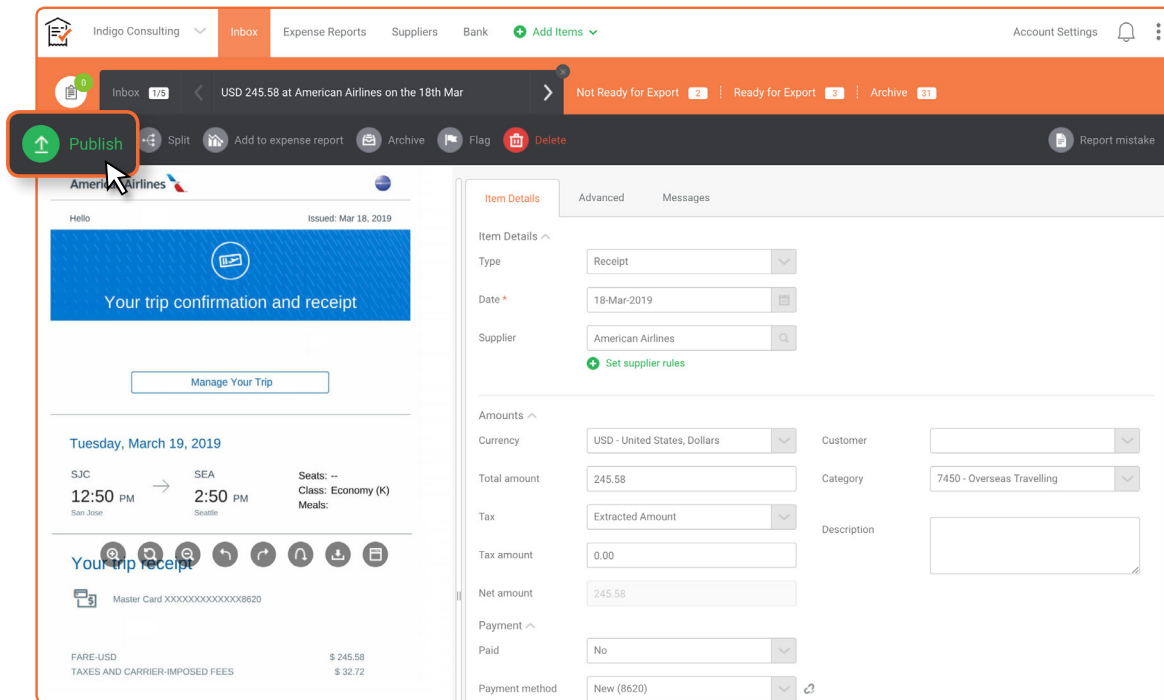 Indigo Consulting Inbox Expense Reports Suppliers Bank Add Items Account Settings
0 Inbox 1/5 USD 245.58 at American Airlines on the 18th Mar Not Ready for Export 2 Ready for Export 3 Archive 31
Publish Split Add to expense report Archive Flag Delete Report mistake
American Airlines
Hello Issued: Mar 18, 2019
Your trip confirmation and receipt
Manage Your Trip
Tuesday, March 19, 2019
SJC SEA Seats: --
12:50 PM 2:50 PM Class: Economy (K)
San Jose Seattle Meals:
Your trip receipt
Master Card XXXXXXXXXXXXX8620
FARE-USD $ 245.58
TAXES AND CARRIER-IMPOSED FEES $ 32.72
Item Details Advanced Messages
Item Details
Type Receipt
Date * 18-Mar-2019
Supplier American Airlines
Set supplier rules
Amounts
Currency USD - United States, Dollars Customer
Total amount 245.58 Category 7450 - Overseas Travelling
Tax Extracted Amount
Description
Tax amount 0.00
Net amount 245.58
Payment
Paid No
Payment method New (8620)